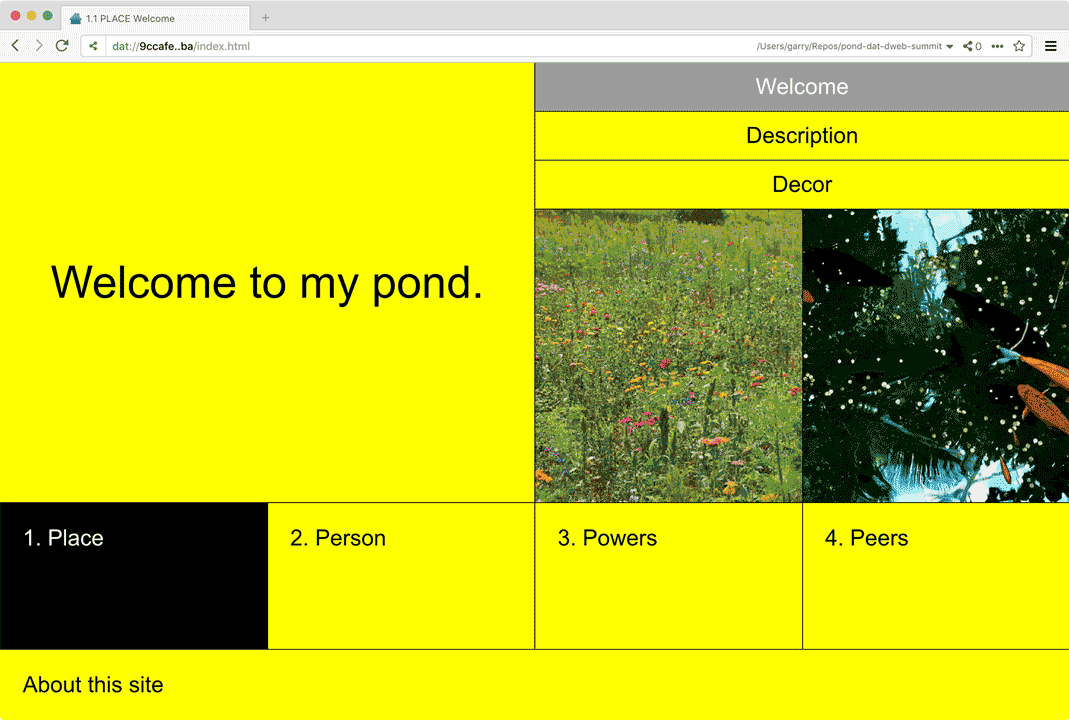 1.1 PLACE Welcome
dat://9ccafe..ba/index.html
/Users/garry/Repos/pond-dat-dweb-summit
0
Welcome
Description
Decor
Welcome to my pond.
1. Place
2. Person
3. Powers
4. Peers
About this site